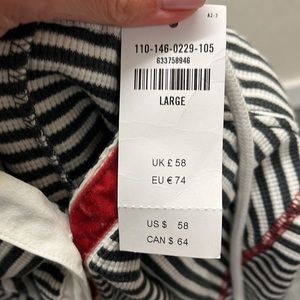 A2-3
110-146-0229-105
633758946
LARGE
UK £ 58
EU € 74
US $ 58
CAN $ 64